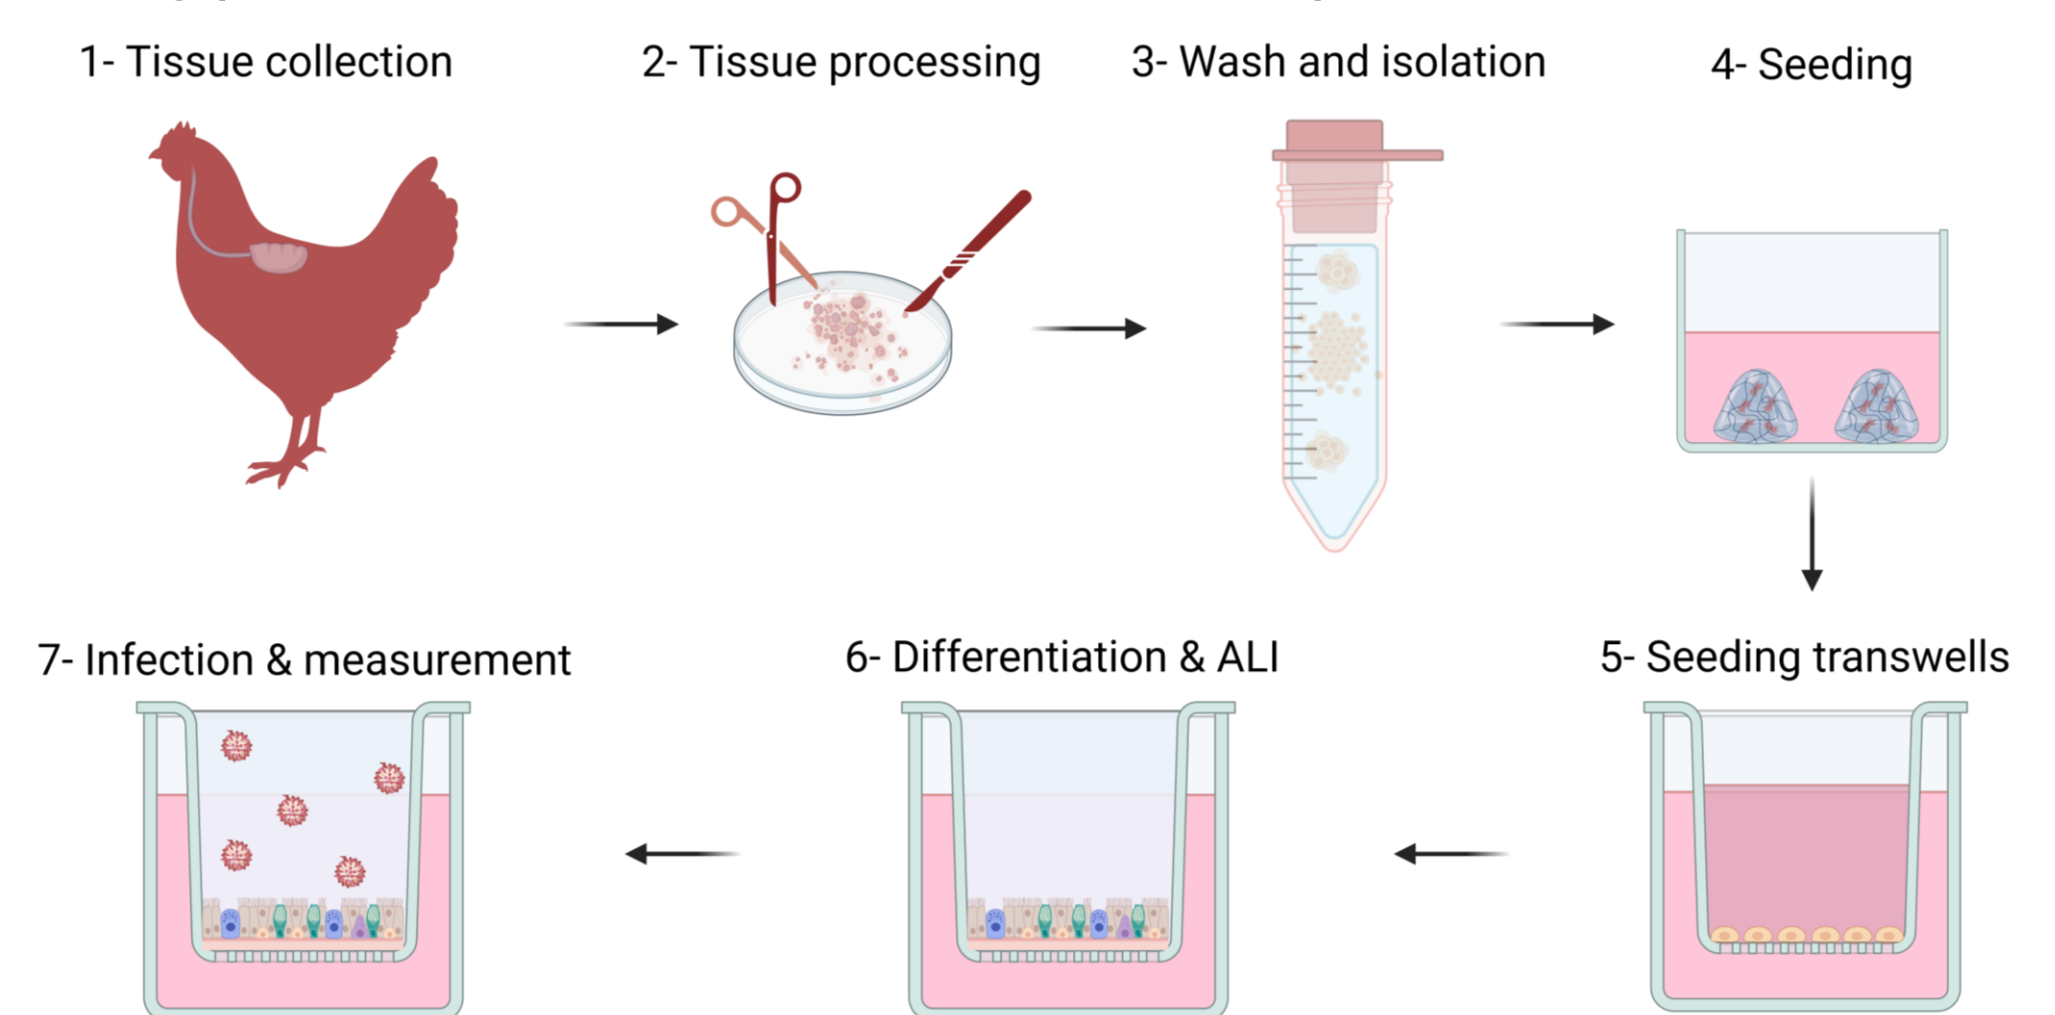 1- Tissue collection
2- Tissue processing
3- Wash and isolation
4- Seeding
7- Infection & measurement
6- Differentiation & ALI
5- Seeding transwells